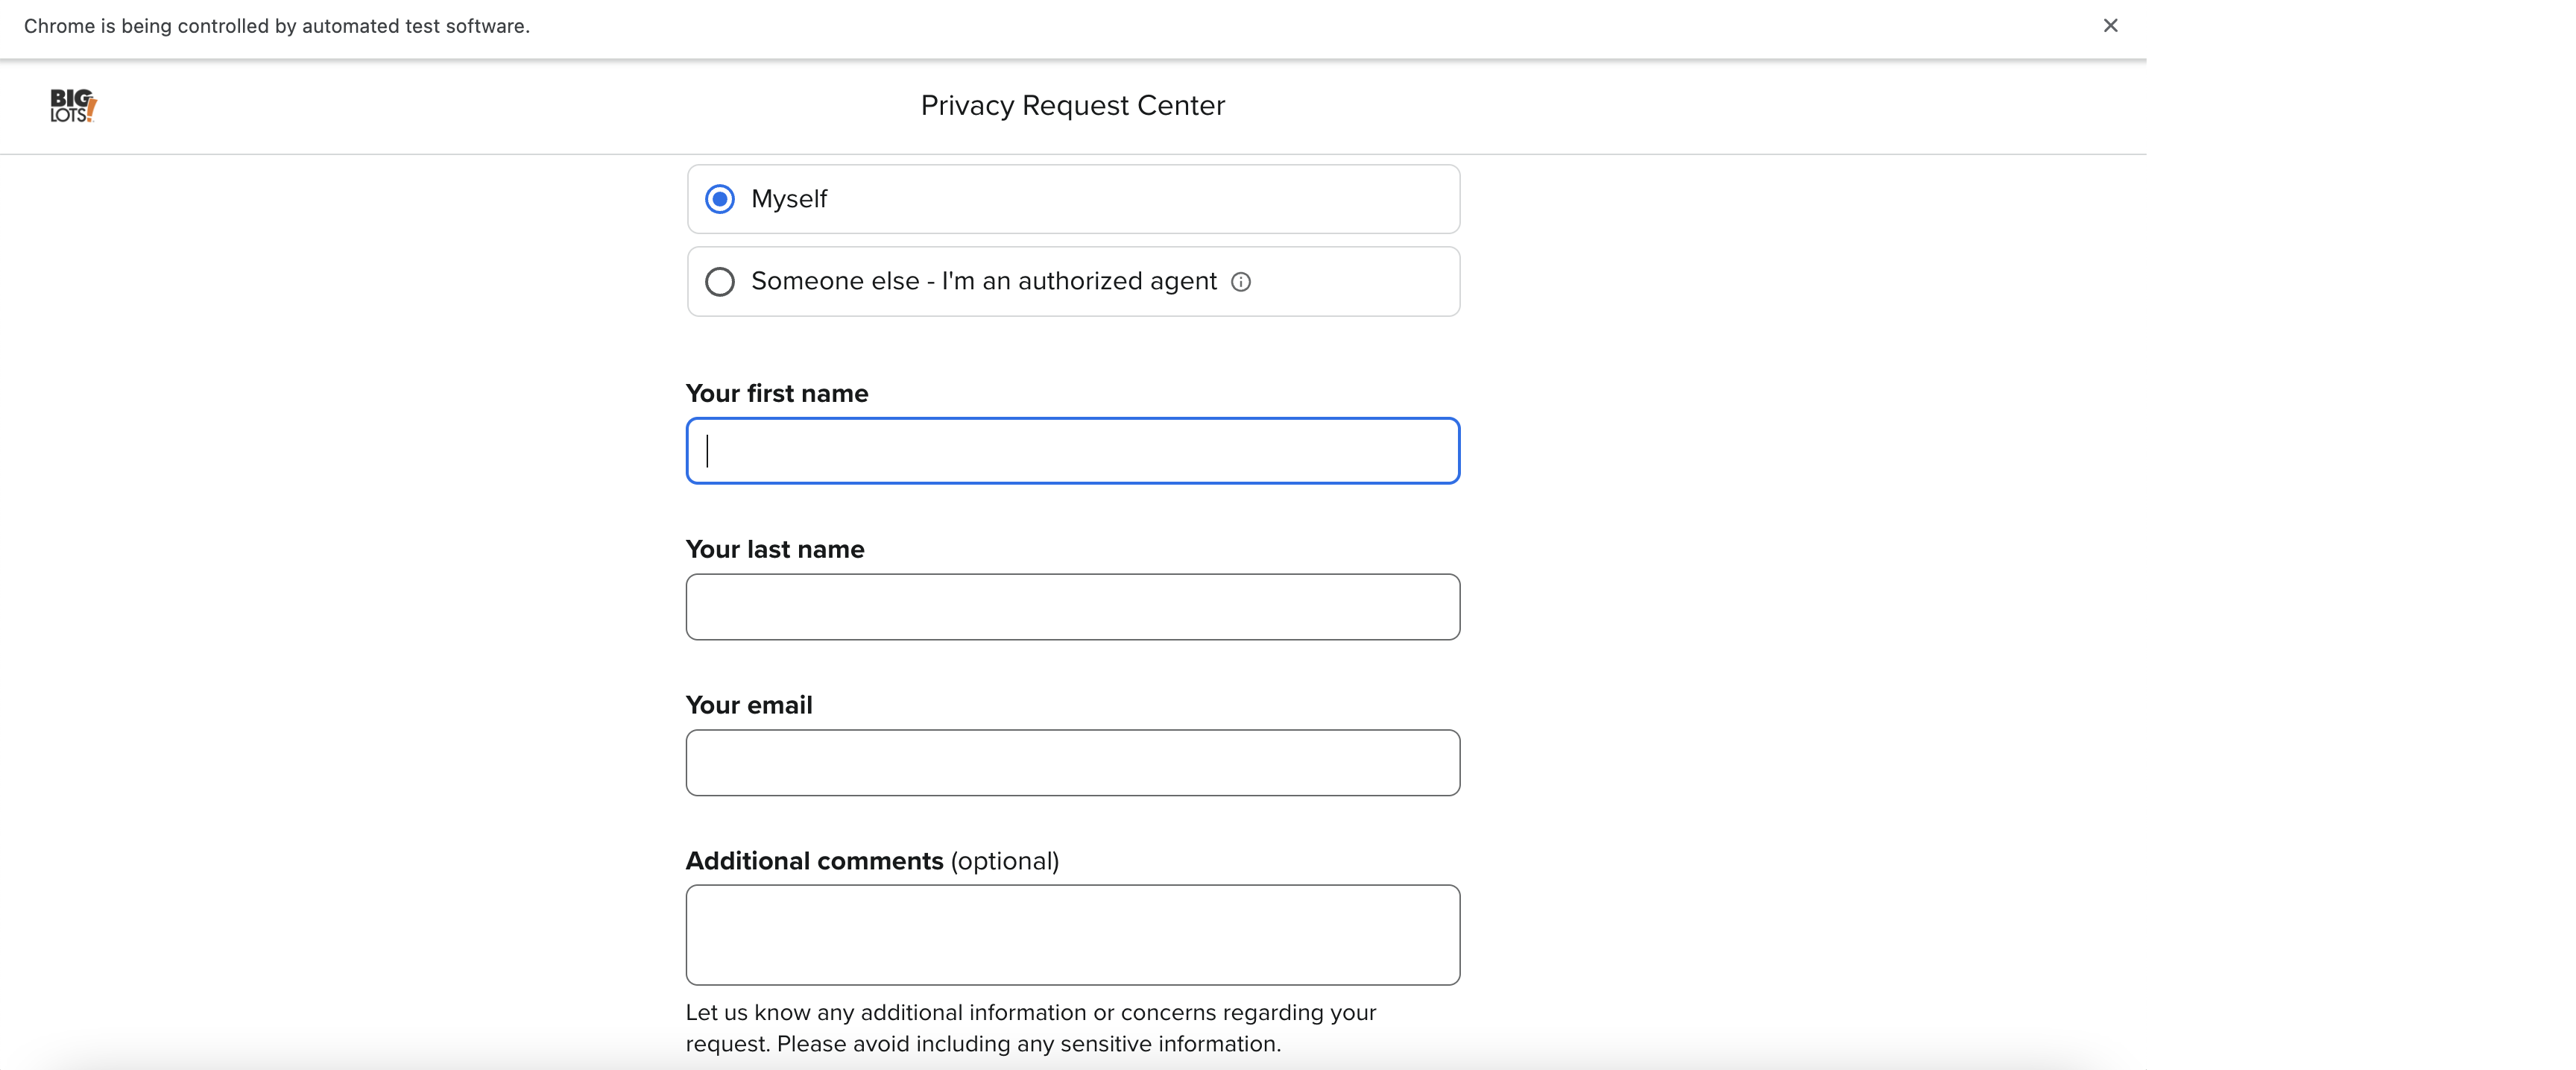 Chrome is being controlled by automated test software.
BIG
LOTS!
Privacy Request Center
Myself
Someone else - I'm an authorized agent
Your first name
Your last name
Your email
Additional comments (optional)
Let us know any additional information or concerns regarding your
request. Please avoid including any sensitive information.